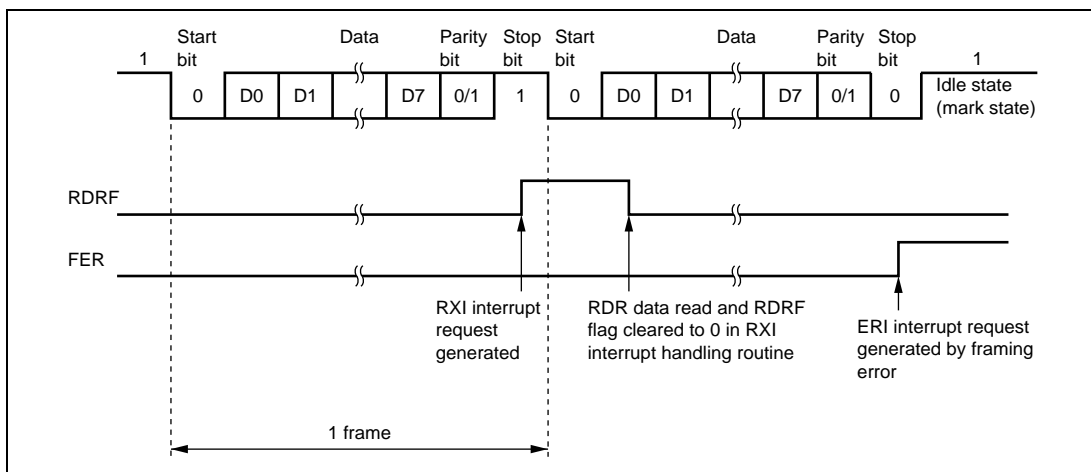 Start bit
Data
Parity bit
Stop bit
Start bit
Data
Parity bit
Stop bit
1
1
0
D0
D1
D7
0/1
1
0
D0
D1
D7
0/1
0
Idle state
(mark state)
RDRF
FER
RXI interrupt
request
generated
RDR data read and RDRF
flag cleared to 0 in RXI
interrupt handling routine
ERI interrupt request
generated by framing
error
1 frame